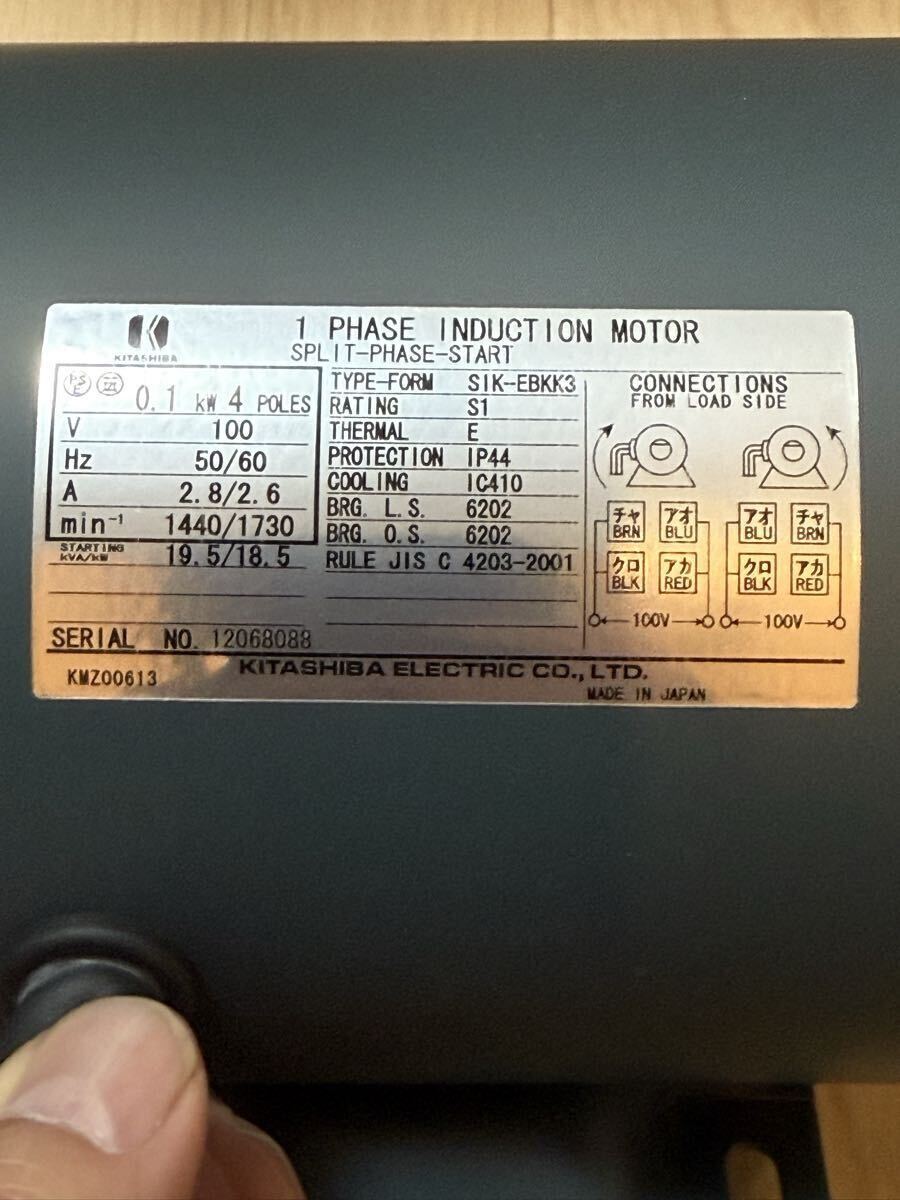 1 PHASE INDUCTION MOTOR
KITASHIBA
SPLIT-PHASE-START
PSE
0.1 kW 4 POLES
V 100
Hz 50/60
A 2.8/2.6
min-1 1440/1730
STARTING KVA/kW 19.5/18.5
TYPE-FORM SIK-EBKK3
RATING S1
THERMAL E
PROTECTION IP44
COOLING IC410
BRG. L.S. 6202
BRG. O.S. 6202
RULE JIS C 4203-2001
CONNECTIONS
FROM LOAD SIDE
チャ アオ アオ チャ
BRN BLU BLU BRN
クロ アカ クロ アカ
BLK RED BLK RED
100V 100V
SERIAL NO. 12068088
KMZ00613
KITASHIBA ELECTRIC CO., LTD.
MADE IN JAPAN